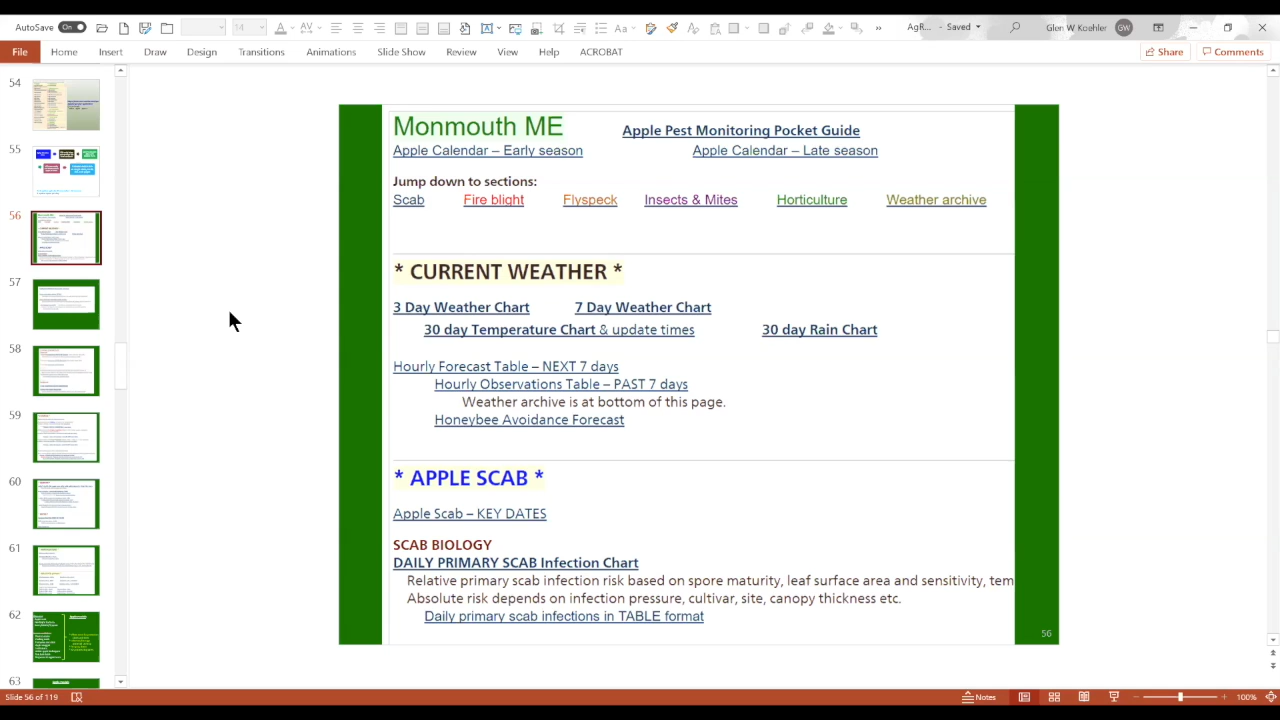 AutoSave On 14 AgR... - Saved Glen W Koehler GW
File Home Insert Draw Design Transitions Animations Slide Show Review View Help ACROBAT Share Comments
54
55
56
57
58
59
60
61
62
63
Monmouth ME Apple Pest Monitoring Pocket Guide
Apple Calendar – Early season Apple Calendar – Late season
Jump down to sections:
Scab Fire blight Flyspeck Insects & Mites Horticulture Weather archive
* CURRENT WEATHER *
3 Day Weather Chart 7 Day Weather Chart
30 day Temperature Chart & update times 30 day Rain Chart
Hourly Forecast Table – NEXT 7 days
Hourly Observations Table – PAST 7 days
Weather archive is at bottom of this page.
Honeybee Avoidance Forecast
* APPLE SCAB *
Apple Scab – KEY DATES
SCAB BIOLOGY
DAILY PRIMARY SCAB Infection Chart
Relative primary scab infection risk based on spore maturity, leaf surface area and sensitivity, tem
Absolute risk depends on infection pressure, cultivar, site, canopy thickness etc.
Daily primary scab infections in TABLE format
56
Slide 56 of 119 Notes 100%